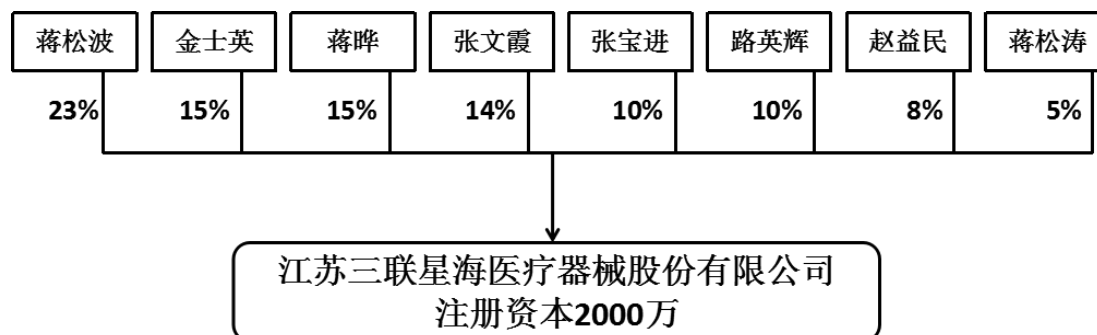 蒋松波 金士英 蒋晔 张文霞 张宝进 路英辉 赵益民 蒋松涛
23% 15% 15% 14% 10% 10% 8% 5%
江苏三联星海医疗器械股份有限公司
注册资本2000万